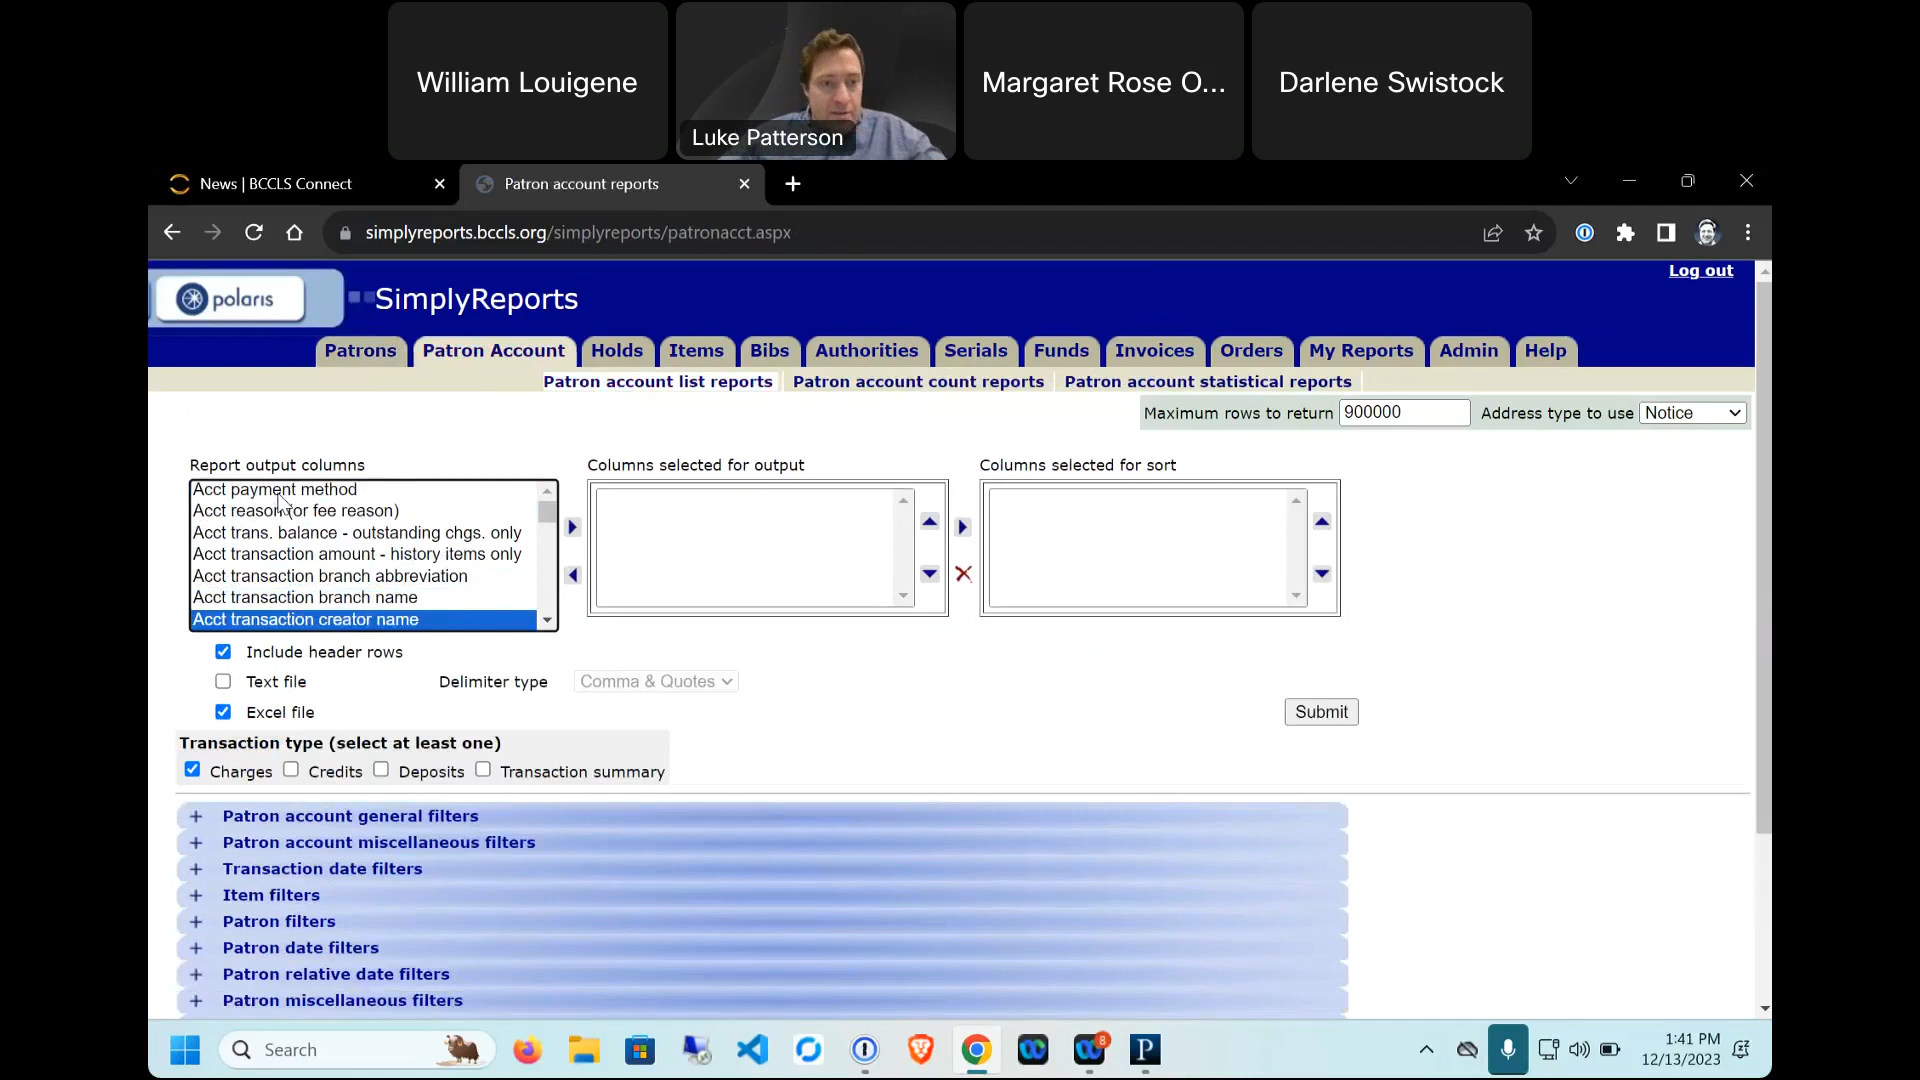 William Louigene
Luke Patterson
Margaret Rose O...
Darlene Swistock
News | BCCLS Connect
Patron account reports
simplyreports.bccls.org/simplyreports/patronacct.aspx
Log out
polaris
SimplyReports
Patrons
Patron Account
Holds
Items
Bibs
Authorities
Serials
Funds
Invoices
Orders
My Reports
Admin
Help
Patron account list reports
Patron account count reports
Patron account statistical reports
Maximum rows to return 900000
Address type to use Notice
Report output columns
Columns selected for output
Columns selected for sort
Acct payment method
Acct reason (or fee reason)
Acct trans. balance - outstanding chgs. only
Acct transaction amount - history items only
Acct transaction branch abbreviation
Acct transaction branch name
Acct transaction creator name
Include header rows
Text file
Delimiter type Comma & Quotes
Excel file
Submit
Transaction type (select at least one)
Charges Credits Deposits Transaction summary
+ Patron account general filters
+ Patron account miscellaneous filters
+ Transaction date filters
+ Item filters
+ Patron filters
+ Patron date filters
+ Patron relative date filters
+ Patron miscellaneous filters
Search
8
P
1:41 PM
12/13/2023